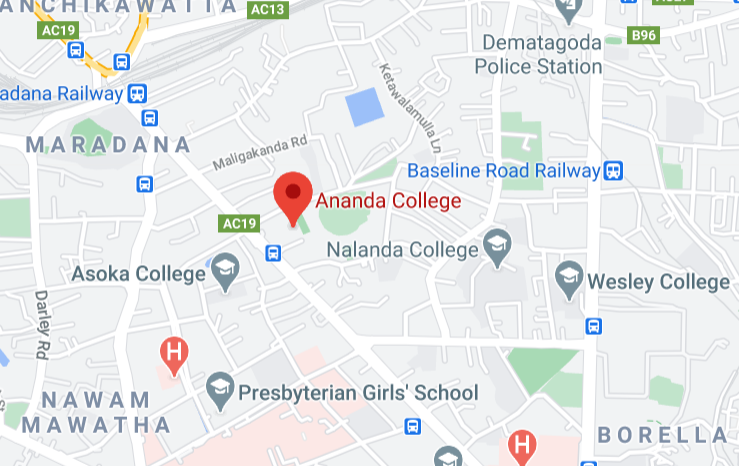 NCHIKAWATTA
AC13
AC19
B96
Dematagoda
Police Station
Ketawalamulla Ln
adana Railway
MARADANA
Maligakanda Rd
Baseline Road Railway
Ananda College
AC19
Nalanda College
Asoka College
Wesley College
Darley Rd
H
Presbyterian Girls' School
NAWAM
MAWATHA
BORELLA
H